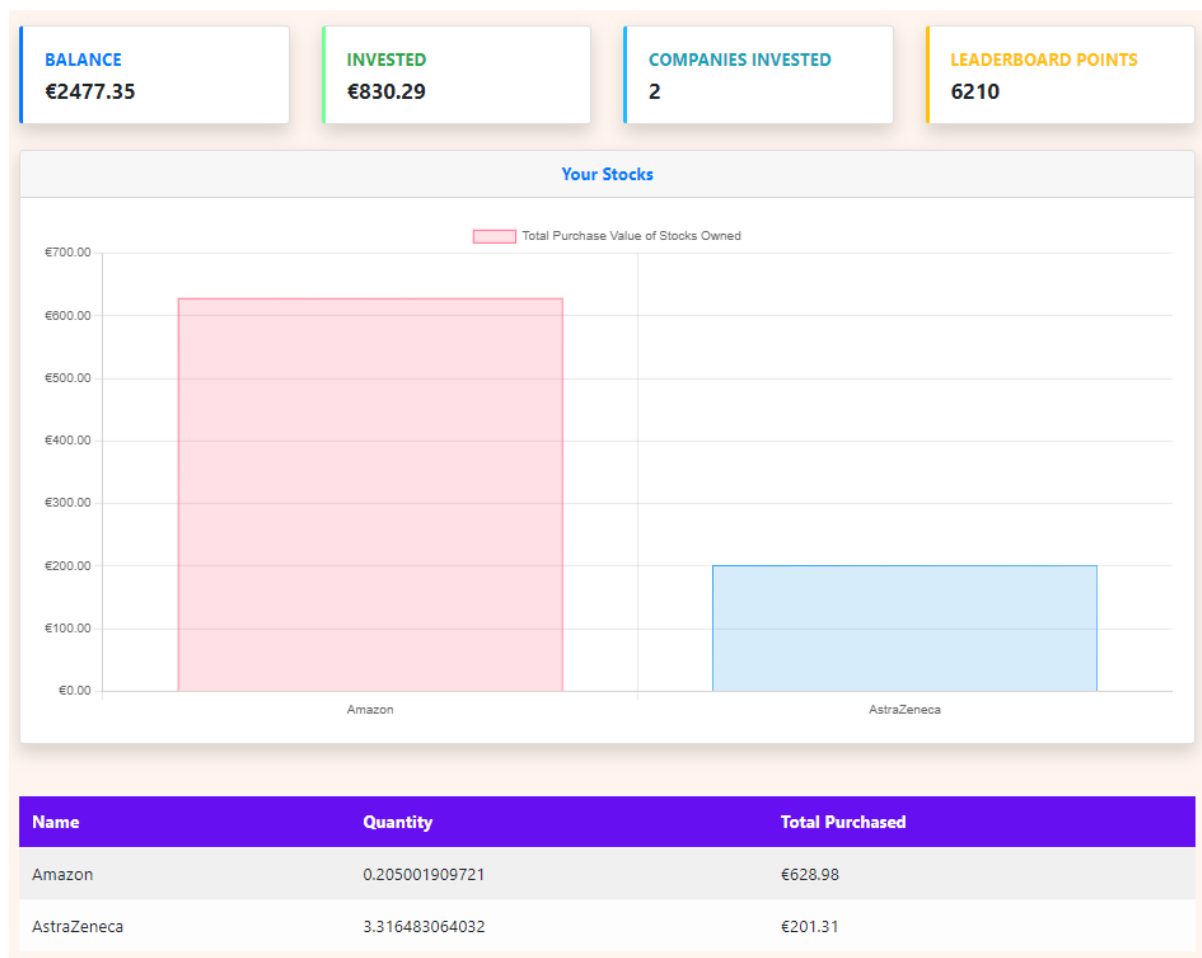 BALANCE
€2477.35
INVESTED
€830.29
COMPANIES INVESTED
2
LEADERBOARD POINTS
6210
Your Stocks
Total Purchase Value of Stocks Owned
€700.00
€600.00
€500.00
€400.00
€300.00
€200.00
€100.00
€0.00
Amazon AstraZeneca
Name Quantity Total Purchased
Amazon 0.205001909721 €628.98
AstraZeneca 3.316483064032 €201.31